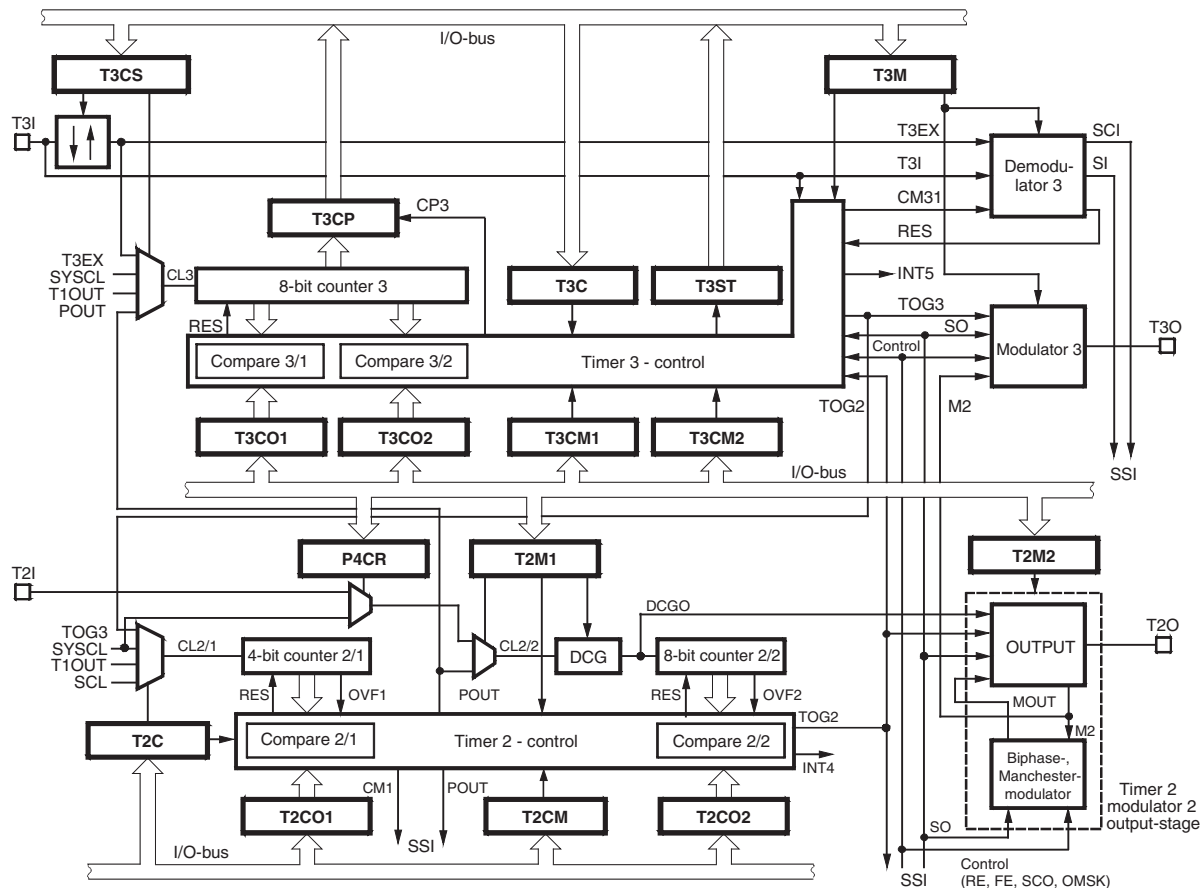 I/O-bus
T3CS
T3M
T3I
T3EX
SCI
T3I
SI
Demodu-
lator 3
CM31
T3CP
CP3
RES
T3EX
SYSCL
T1OUT
POUT
CL3
8-bit counter 3
T3C
T3ST
INT5
RES
TOG3
SO
T3O
Compare 3/1
Compare 3/2
Timer 3 - control
Control
Modulator 3
TOG2
M2
T3CO1
T3CO2
T3CM1
T3CM2
I/O-bus
SSI
P4CR
T2M1
T2M2
T2I
DCGO
TOG3
SYSCL
T1OUT
SCL
CL2/1
4-bit counter 2/1
CL2/2
DCG
8-bit counter 2/2
OUTPUT
T2O
RES
OVF1
POUT
RES
OVF2
MOUT
T2C
Compare 2/1
Timer 2 - control
Compare 2/2
TOG2
M2
INT4
Biphase-,
Manchester-
modulator
CM1
POUT
Timer 2
modulator 2
output-stage
T2CO1
T2CM
T2CO2
SO
SSI
I/O-bus
SSI
Control
(RE, FE, SCO, OMSK)